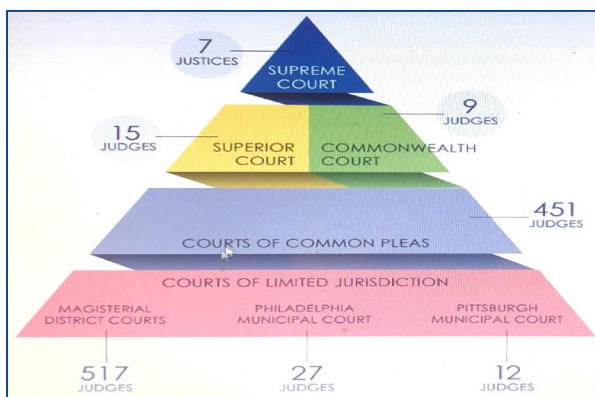 7
JUSTICES
SUPREME
COURT
9
JUDGES
15
JUDGES
SUPERIOR
COURT
COMMONWEALTH
COURT
451
JUDGES
COURTS OF COMMON PLEAS
COURTS OF LIMITED JURISDICTION
MAGISTERIAL
DISTRICT COURTS
PHILADELPHIA
MUNICIPAL COURT
PITTSBURGH
MUNICIPAL COURT
517
JUDGES
27
JUDGES
12
JUDGES